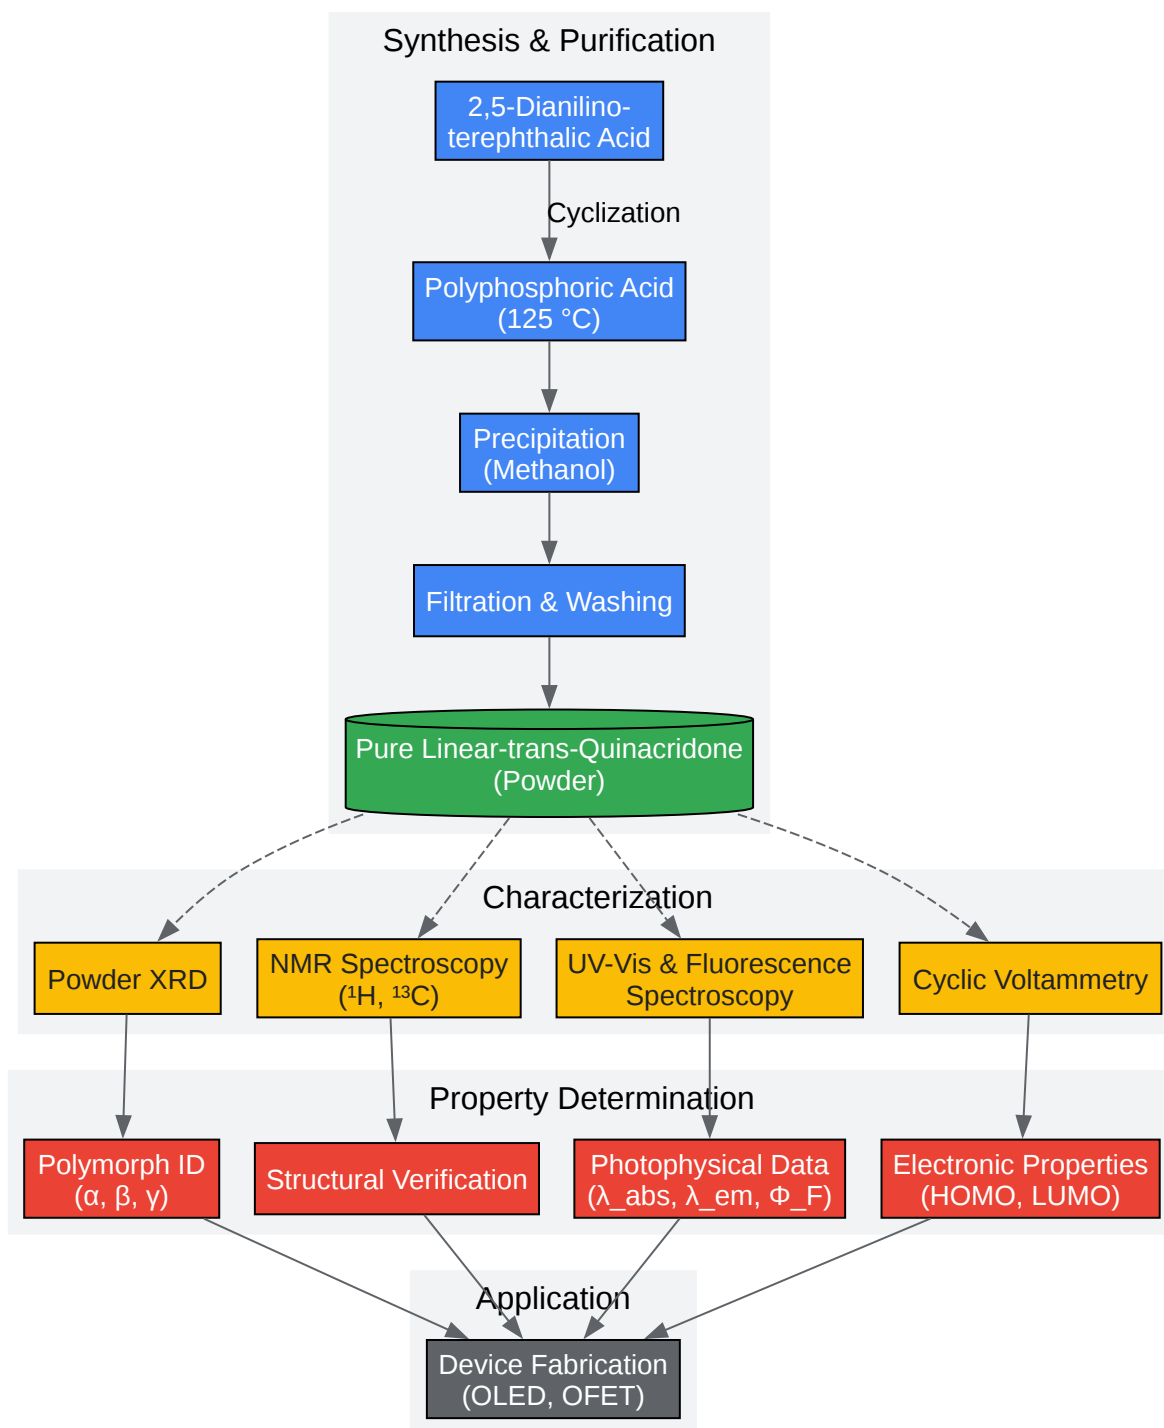 Synthesis & Purification
2,5-Dianilino-
terephthalic Acid
Cyclization
Polyphosphoric Acid
(125 °C)
Precipitation
(Methanol)
Filtration & Washing
Pure Linear-trans-Quinacridone
(Powder)
Characterization
Powder XRD
NMR Spectroscopy
(¹H, ¹³C)
UV-Vis & Fluorescence
Spectroscopy
Cyclic Voltammetry
Property Determination
Polymorph ID
(α, β, γ)
Structural Verification
Photophysical Data
(λ_abs, λ_em, Φ_F)
Electronic Properties
(HOMO, LUMO)
Application
Device Fabrication
(OLED, OFET)